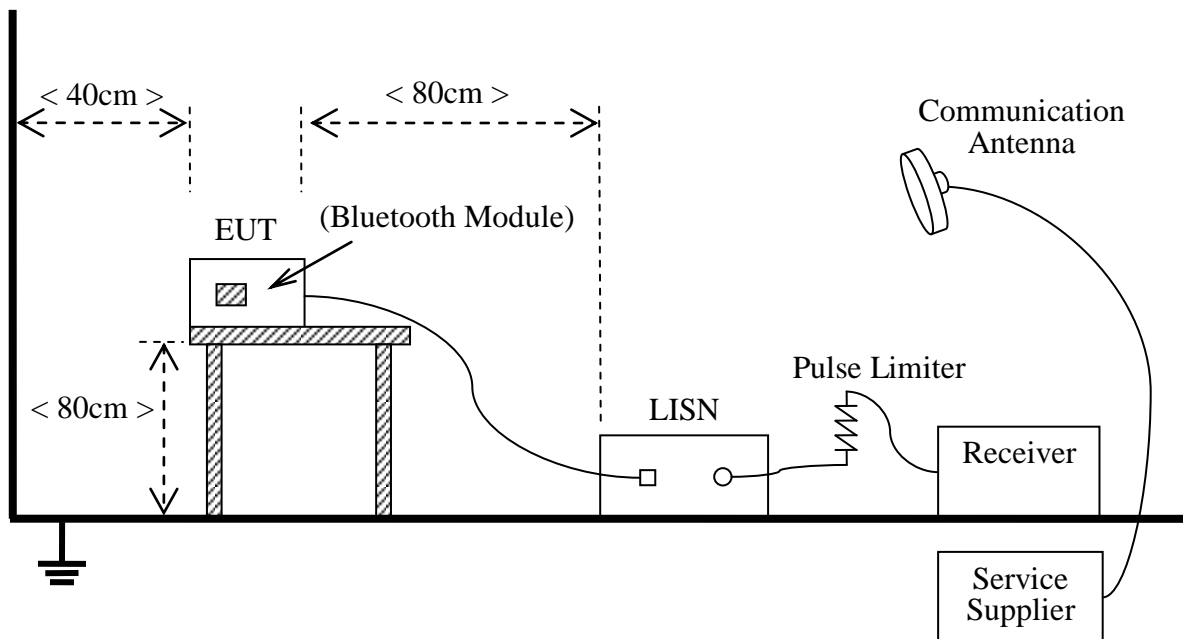 < 40cm >
< 80cm >
Communication
Antenna
(Bluetooth Module)
EUT
Pulse Limiter
< 80cm >
LISN
Receiver
Service
Supplier